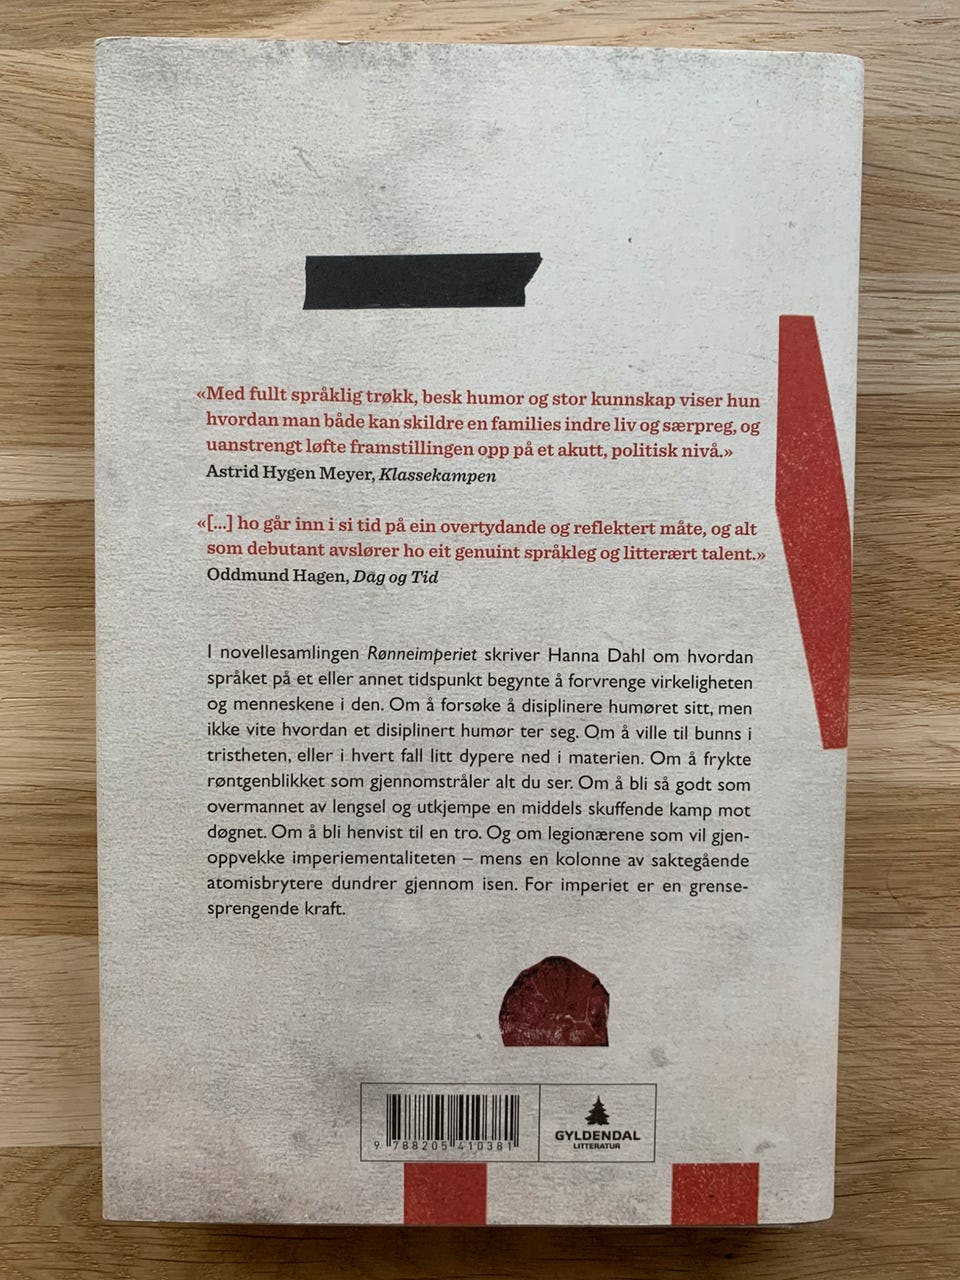 «Med fullt språklig trøkk, besk humor og stor kunnskap viser hun
hvordan man både kan skildre en families indre liv og særpreg, og
uanstrengt løfte framstillingen opp på et akutt, politisk nivå.»
Astrid Hygen Meyer, Klassekampen
«[...] ho går inn i si tid på ein overtydande og reflektert måte, og alt
som debutant avslører ho eit genuint språkleg og litterært talent.»
Oddmund Hagen, Dag og Tid
I novellesamlingen Rønneimperiet skriver Hanna Dahl om hvordan
språket på et eller annet tidspunkt begynte å forvrenge virkeligheten
og menneskene i den. Om å forsøke å disiplinere humøret sitt, men
ikke vite hvordan et disiplinert humør ter seg. Om å ville til bunns i
tristheten, eller i hvert fall litt dypere ned i materien. Om å frykte
røntgenblikket som gjennomstråler alt du ser. Om å bli så godt som
overmannet av lengsel og utkjempe en middels skuffende kamp mot
døgnet. Om å bli henvist til en tro. Og om legionærene som vil gjen-
oppvekke imperiementaliteten – mens en kolonne av saktegående
atomisbrytere dundrer gjennom isen. For imperiet er en grense-
sprengende kraft.
9 788205 410381
GYLDENDAL
LITTERATUR